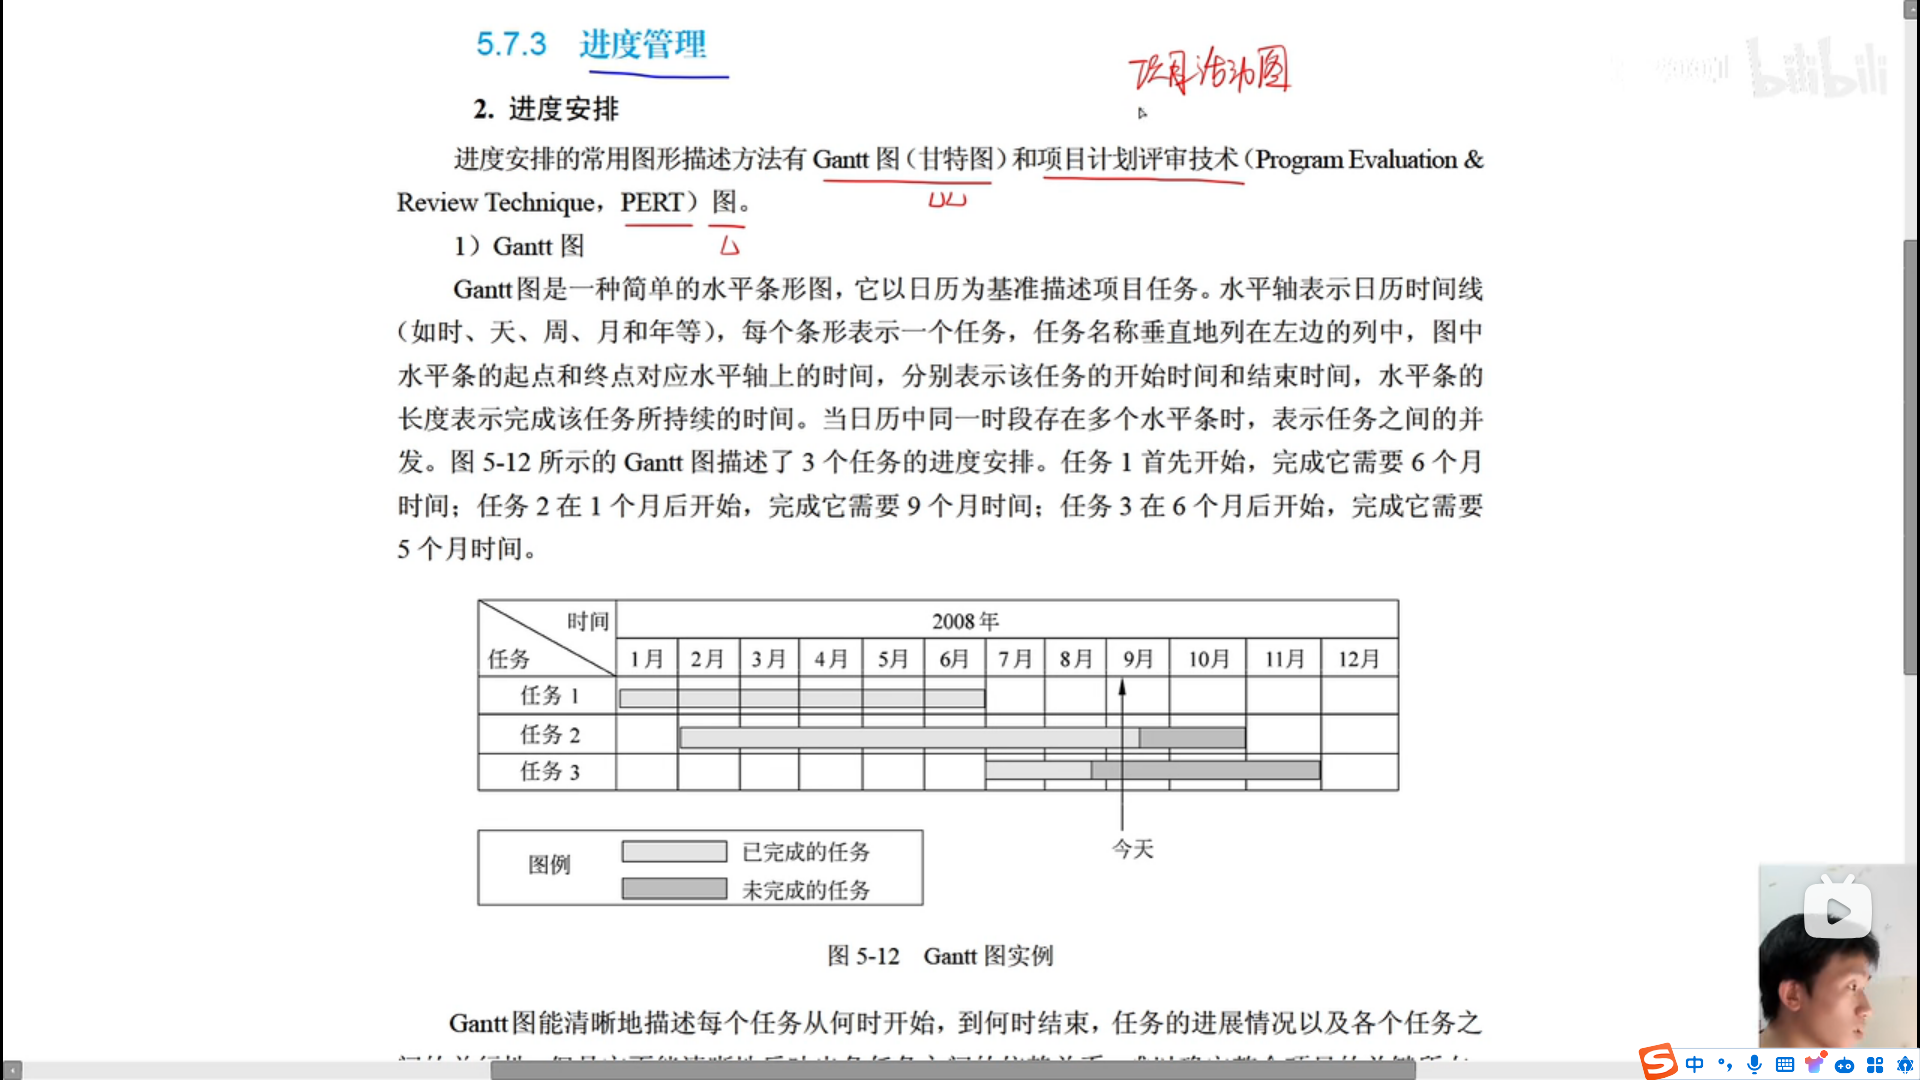 5.7.3 进度管理
项目活动图
bilibili
2. 进度安排
进度安排的常用图形描述方法有 Gantt 图（甘特图）和项目计划评审技术（Program Evaluation &
Review Technique，PERT）图。
1）Gantt 图
Gantt图是一种简单的水平条形图，它以日历为基准描述项目任务。水平轴表示日历时间线
（如时、天、周、月和年等），每个条形表示一个任务，任务名称垂直地列在左边的列中，图中
水平条的起点和终点对应水平轴上的时间，分别表示该任务的开始时间和结束时间，水平条的
长度表示完成该任务所持续的时间。当日历中同一时段存在多个水平条时，表示任务之间的并
发。图 5-12 所示的 Gantt 图描述了 3 个任务的进度安排。任务 1 首先开始，完成它需要 6 个月
时间；任务 2 在 1 个月后开始，完成它需要 9 个月时间；任务 3 在 6 个月后开始，完成它需要
5 个月时间。
时间 2008年
任务 1月 2月 3月 4月 5月 6月 7月 8月 9月 10月 11月 12月
任务 1
任务 2
任务 3
今天
图例 已完成的任务
未完成的任务
图 5-12 Gantt 图实例
Gantt图能清晰地描述每个任务从何时开始，到何时结束，任务的进展情况以及各个任务之
中